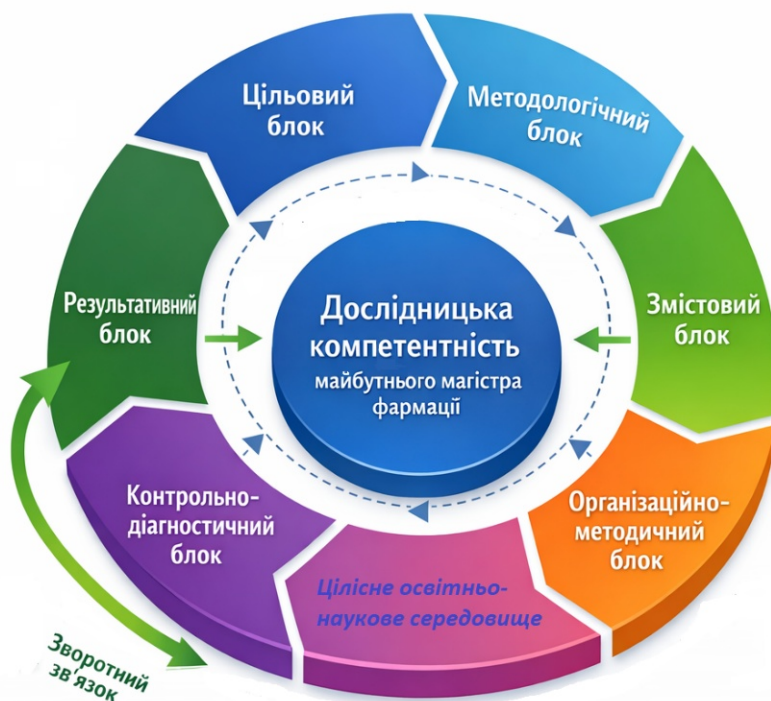 Цільовий
блок
Методологічний
блок
Змістовий
блок
Організаційно-
методичний
блок
Цілісне освітньо-
наукове середовище
Контрольно-
діагностичний
блок
Результативний
блок
Дослідницька
компетентність
майбутнього магістра
фармації
Зворотний
зв'язок